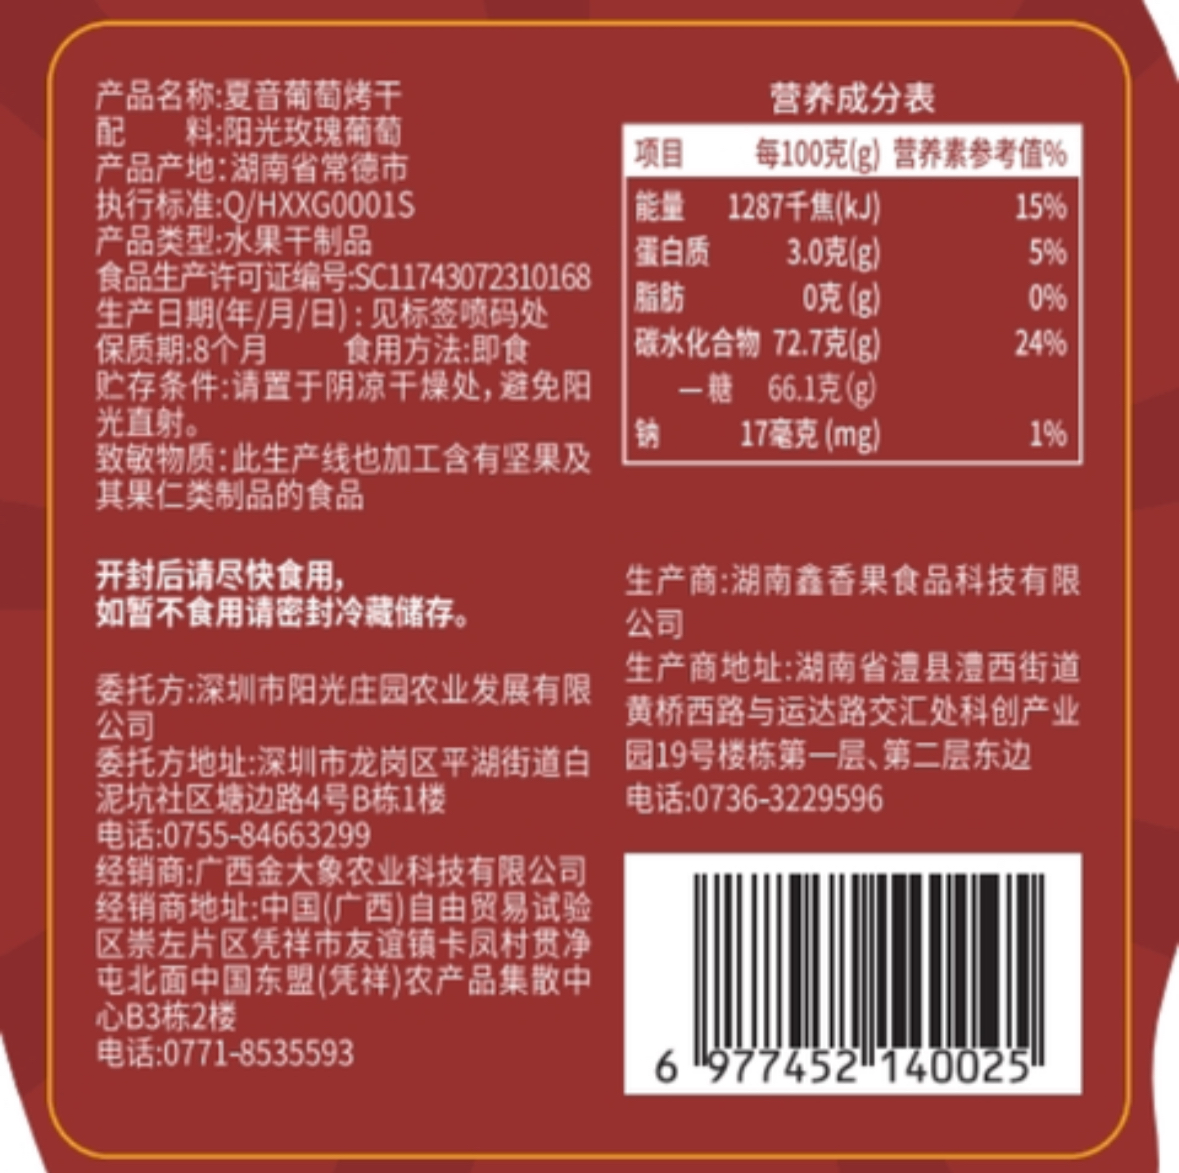 产品名称:夏音葡萄烤干
配　　料:阳光玫瑰葡萄
产品产地:湖南省常德市
执行标准:Q/HXXG0001S
产品类型:水果干制品
食品生产许可证编号:SC11743072310168
生产日期(年/月/日):见标签喷码处
保质期:8个月　　食用方法:即食
贮存条件:请置于阴凉干燥处,避免阳
光直射。
致敏物质:此生产线也加工含有坚果及
其果仁类制品的食品
开封后请尽快食用,
如暂不食用请密封冷藏储存。
委托方:深圳市阳光庄园农业发展有限
公司
委托方地址:深圳市龙岗区平湖街道白
泥坑社区塘边路4号B栋1楼
电话:0755-84663299
经销商:广西金大象农业科技有限公司
经销商地址:中国(广西)自由贸易试验
区崇左片区凭祥市友谊镇卡凤村贯净
屯北面中国东盟(凭祥)农产品集散中
心B3栋2楼
电话:0771-8535593
营养成分表
项目 每100克(g) 营养素参考值%
能量 1287千焦(kJ) 15%
蛋白质 3.0克(g) 5%
脂肪 0克 (g) 0%
碳水化合物 72.7克(g) 24%
—糖 66.1克(g)
钠 17毫克 (mg) 1%
生产商:湖南鑫香果食品科技有限
公司
生产商地址:湖南省澧县澧西街道
黄桥西路与运达路交汇处科创产业
园19号楼栋第一层、第二层东边
电话:0736-3229596
6 977452 140025